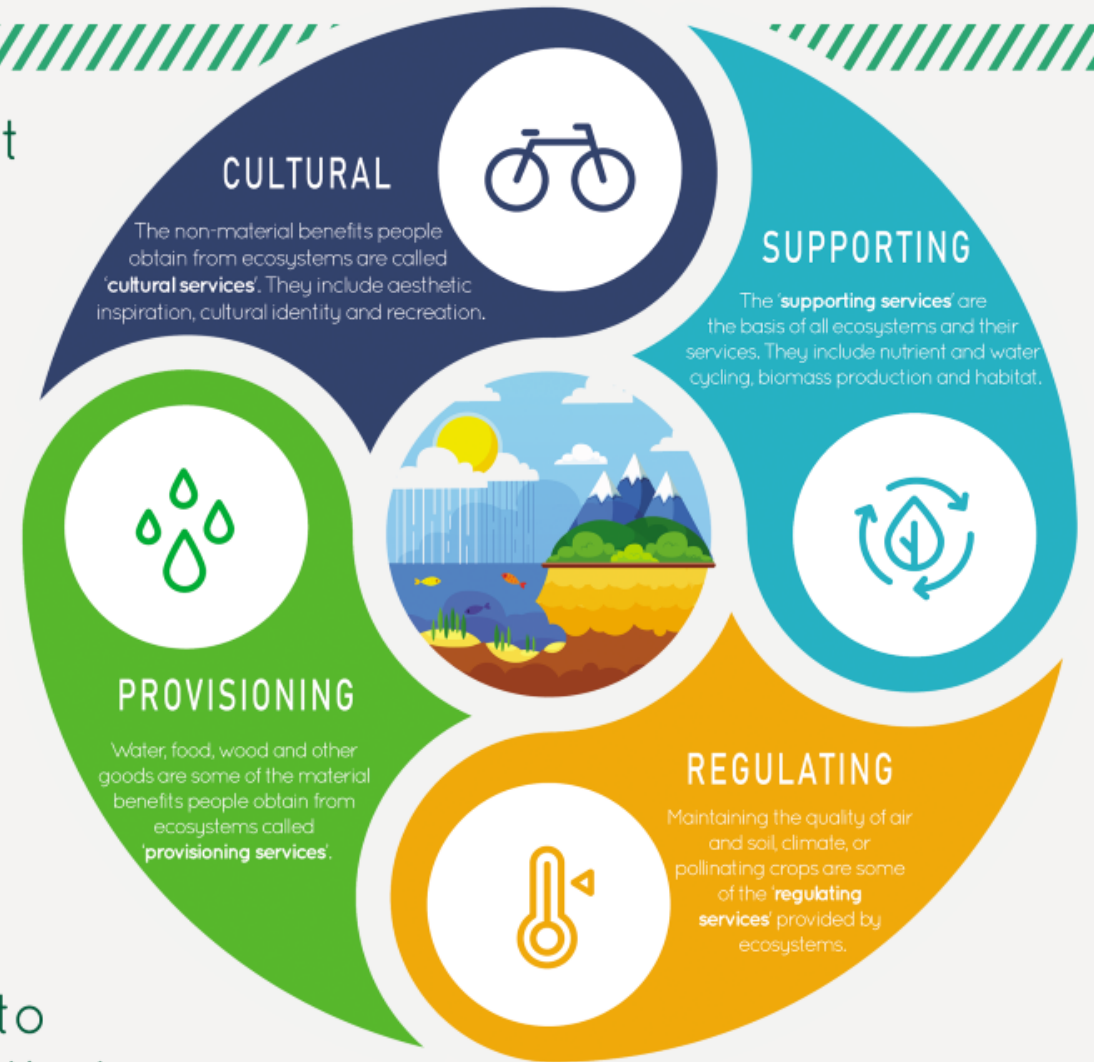 t
CULTURAL
The non-material benefits people
obtain from ecosystems are called
‘cultural services’. They include aesthetic
inspiration, cultural identity and recreation.
SUPPORTING
The ‘supporting services’ are
the basis of all ecosystems and their
services. They include nutrient and water
cycling, biomass production and habitat.
PROVISIONING
Water, food, wood and other
goods are some of the material
benefits people obtain from
ecosystems called
‘provisioning services’.
REGULATING
Maintaining the quality of air
and soil, climate, or
pollinating crops are some
of the ‘regulating
services’ provided by
ecosystems.
to